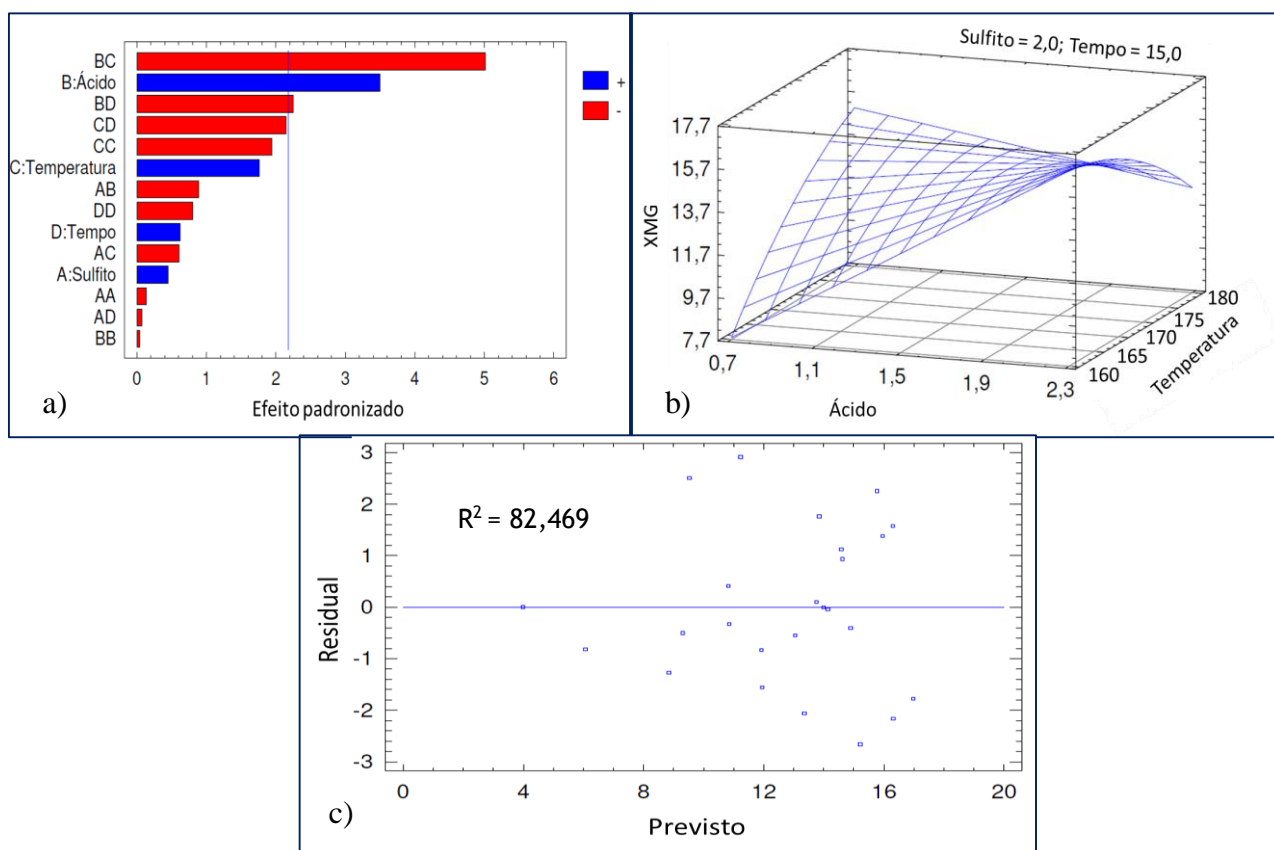 BC
B:Ácido
BD
CD
CC
C:Temperatura
AB
DD
D:Tempo
AC
A:Sulfito
AA
AD
BB
+
-
0 1 2 3 4 5 6
Efeito padronizado
a)
Sulfito = 2,0; Tempo = 15,0
17,7
15,7
13,7
11,7
9,7
7,7
XMG
0,7 1,1 1,5 1,9 2,3
Ácido
160 165 170 175 180
Temperatura
b)
R² = 82,469
3
2
1
0
-1
-2
-3
Residual
0 4 8 12 16 20
Previsto
c)